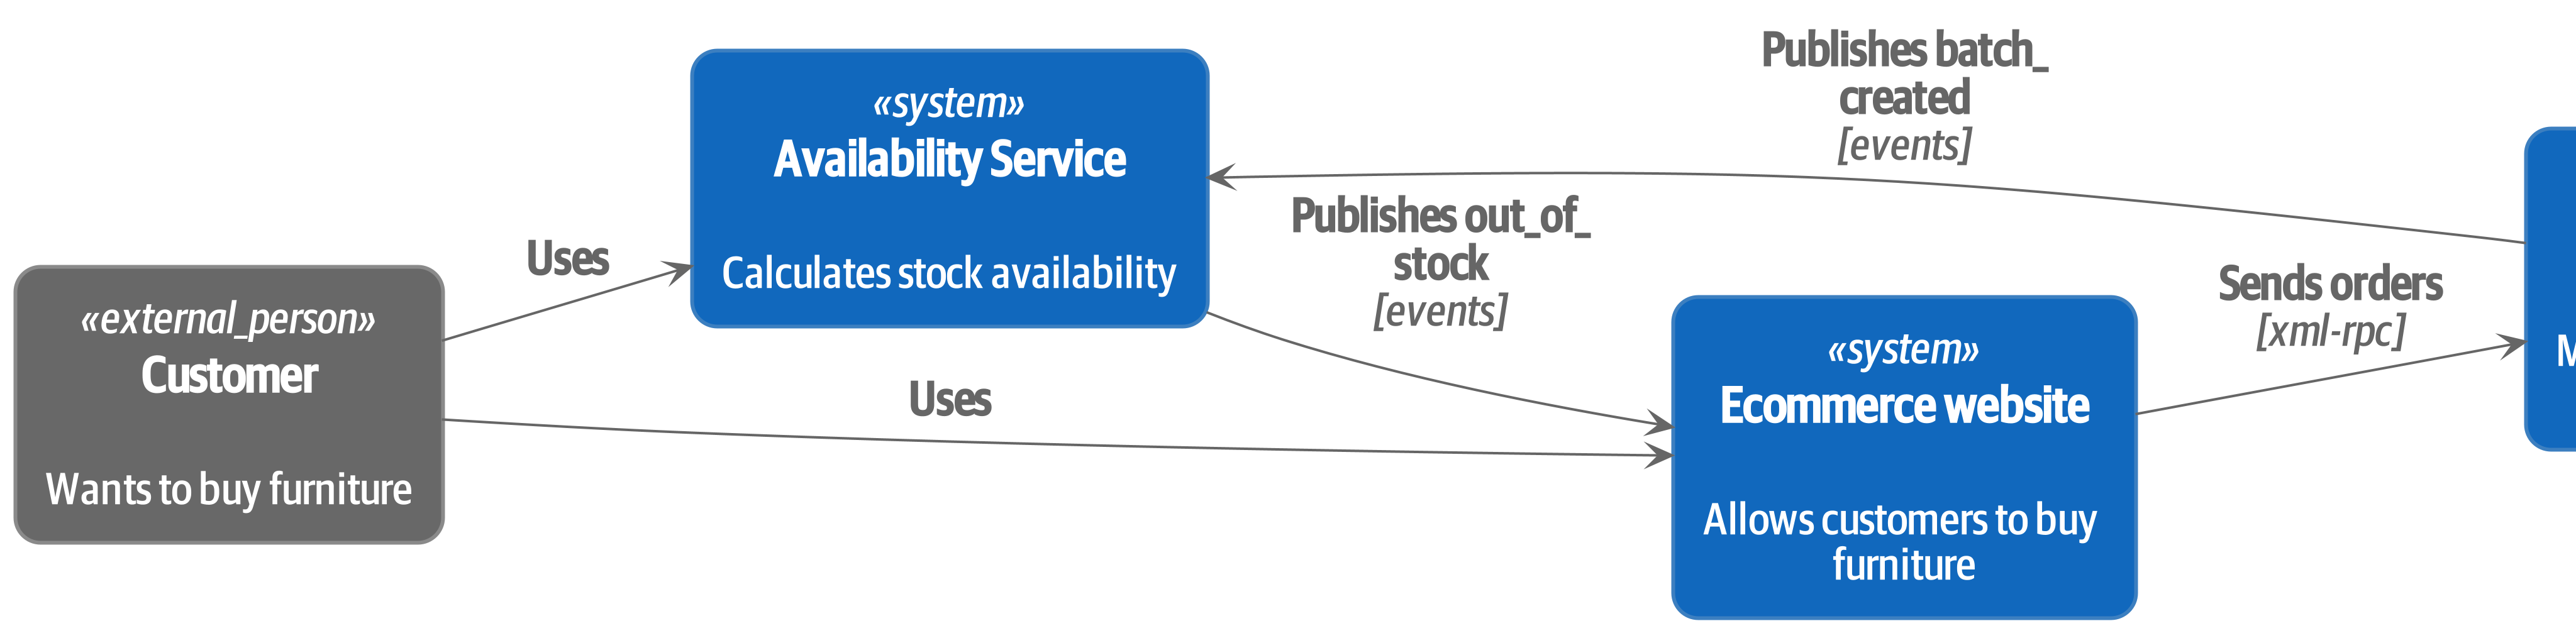 «external_person»
Customer
Wants to buy furniture
Uses
Uses
«system»
Availability Service
Calculates stock availability
Publishes batch_
created
[events]
Publishes out_of_
stock
[events]
«system»
Ecommerce website
Allows customers to buy
furniture
Sends orders
[xml-rpc]